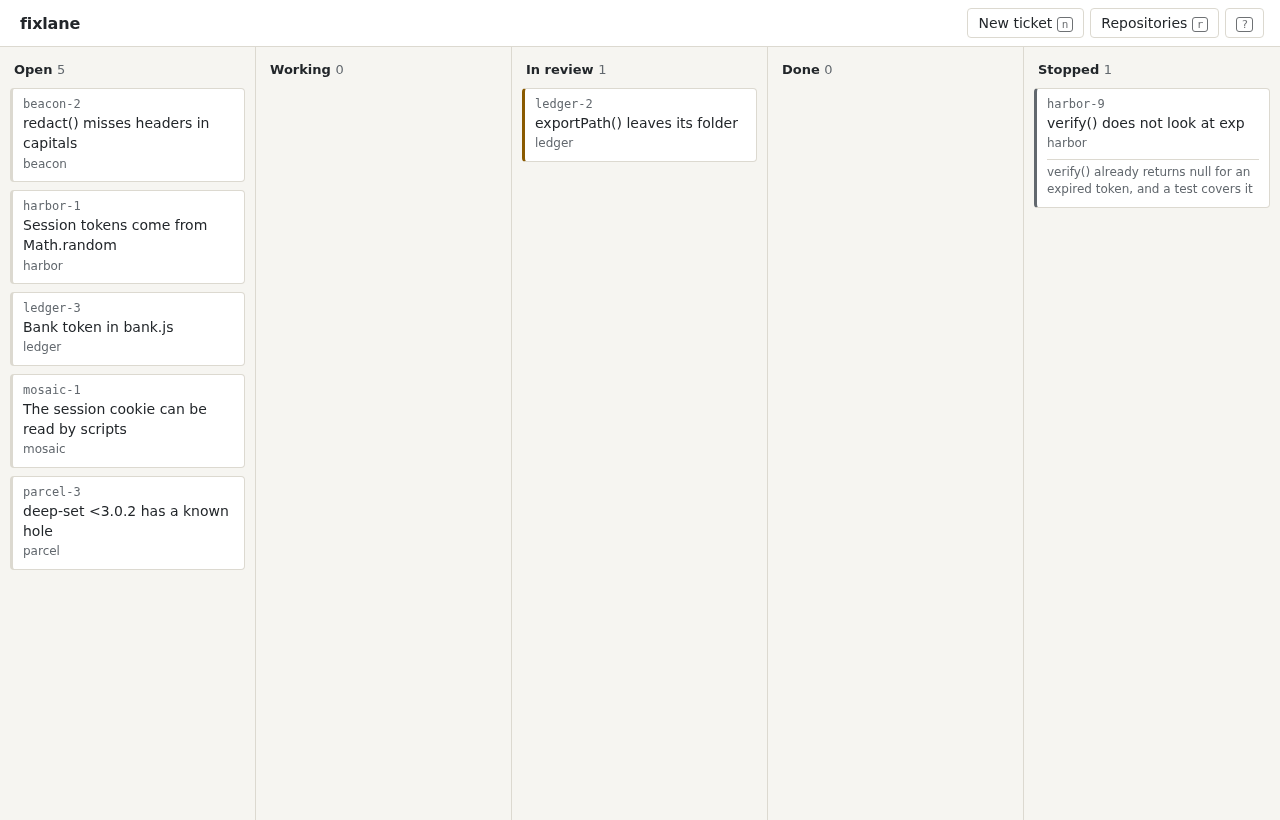 fixlane
New ticket n
Repositories r
?
Open 5
beacon-2
redact() misses headers in
capitals
beacon
harbor-1
Session tokens come from
Math.random
harbor
ledger-3
Bank token in bank.js
ledger
mosaic-1
The session cookie can be
read by scripts
mosaic
parcel-3
deep-set <3.0.2 has a known
hole
parcel
Working 0
In review 1
ledger-2
exportPath() leaves its folder
ledger
Done 0
Stopped 1
harbor-9
verify() does not look at exp
harbor
verify() already returns null for an
expired token, and a test covers it